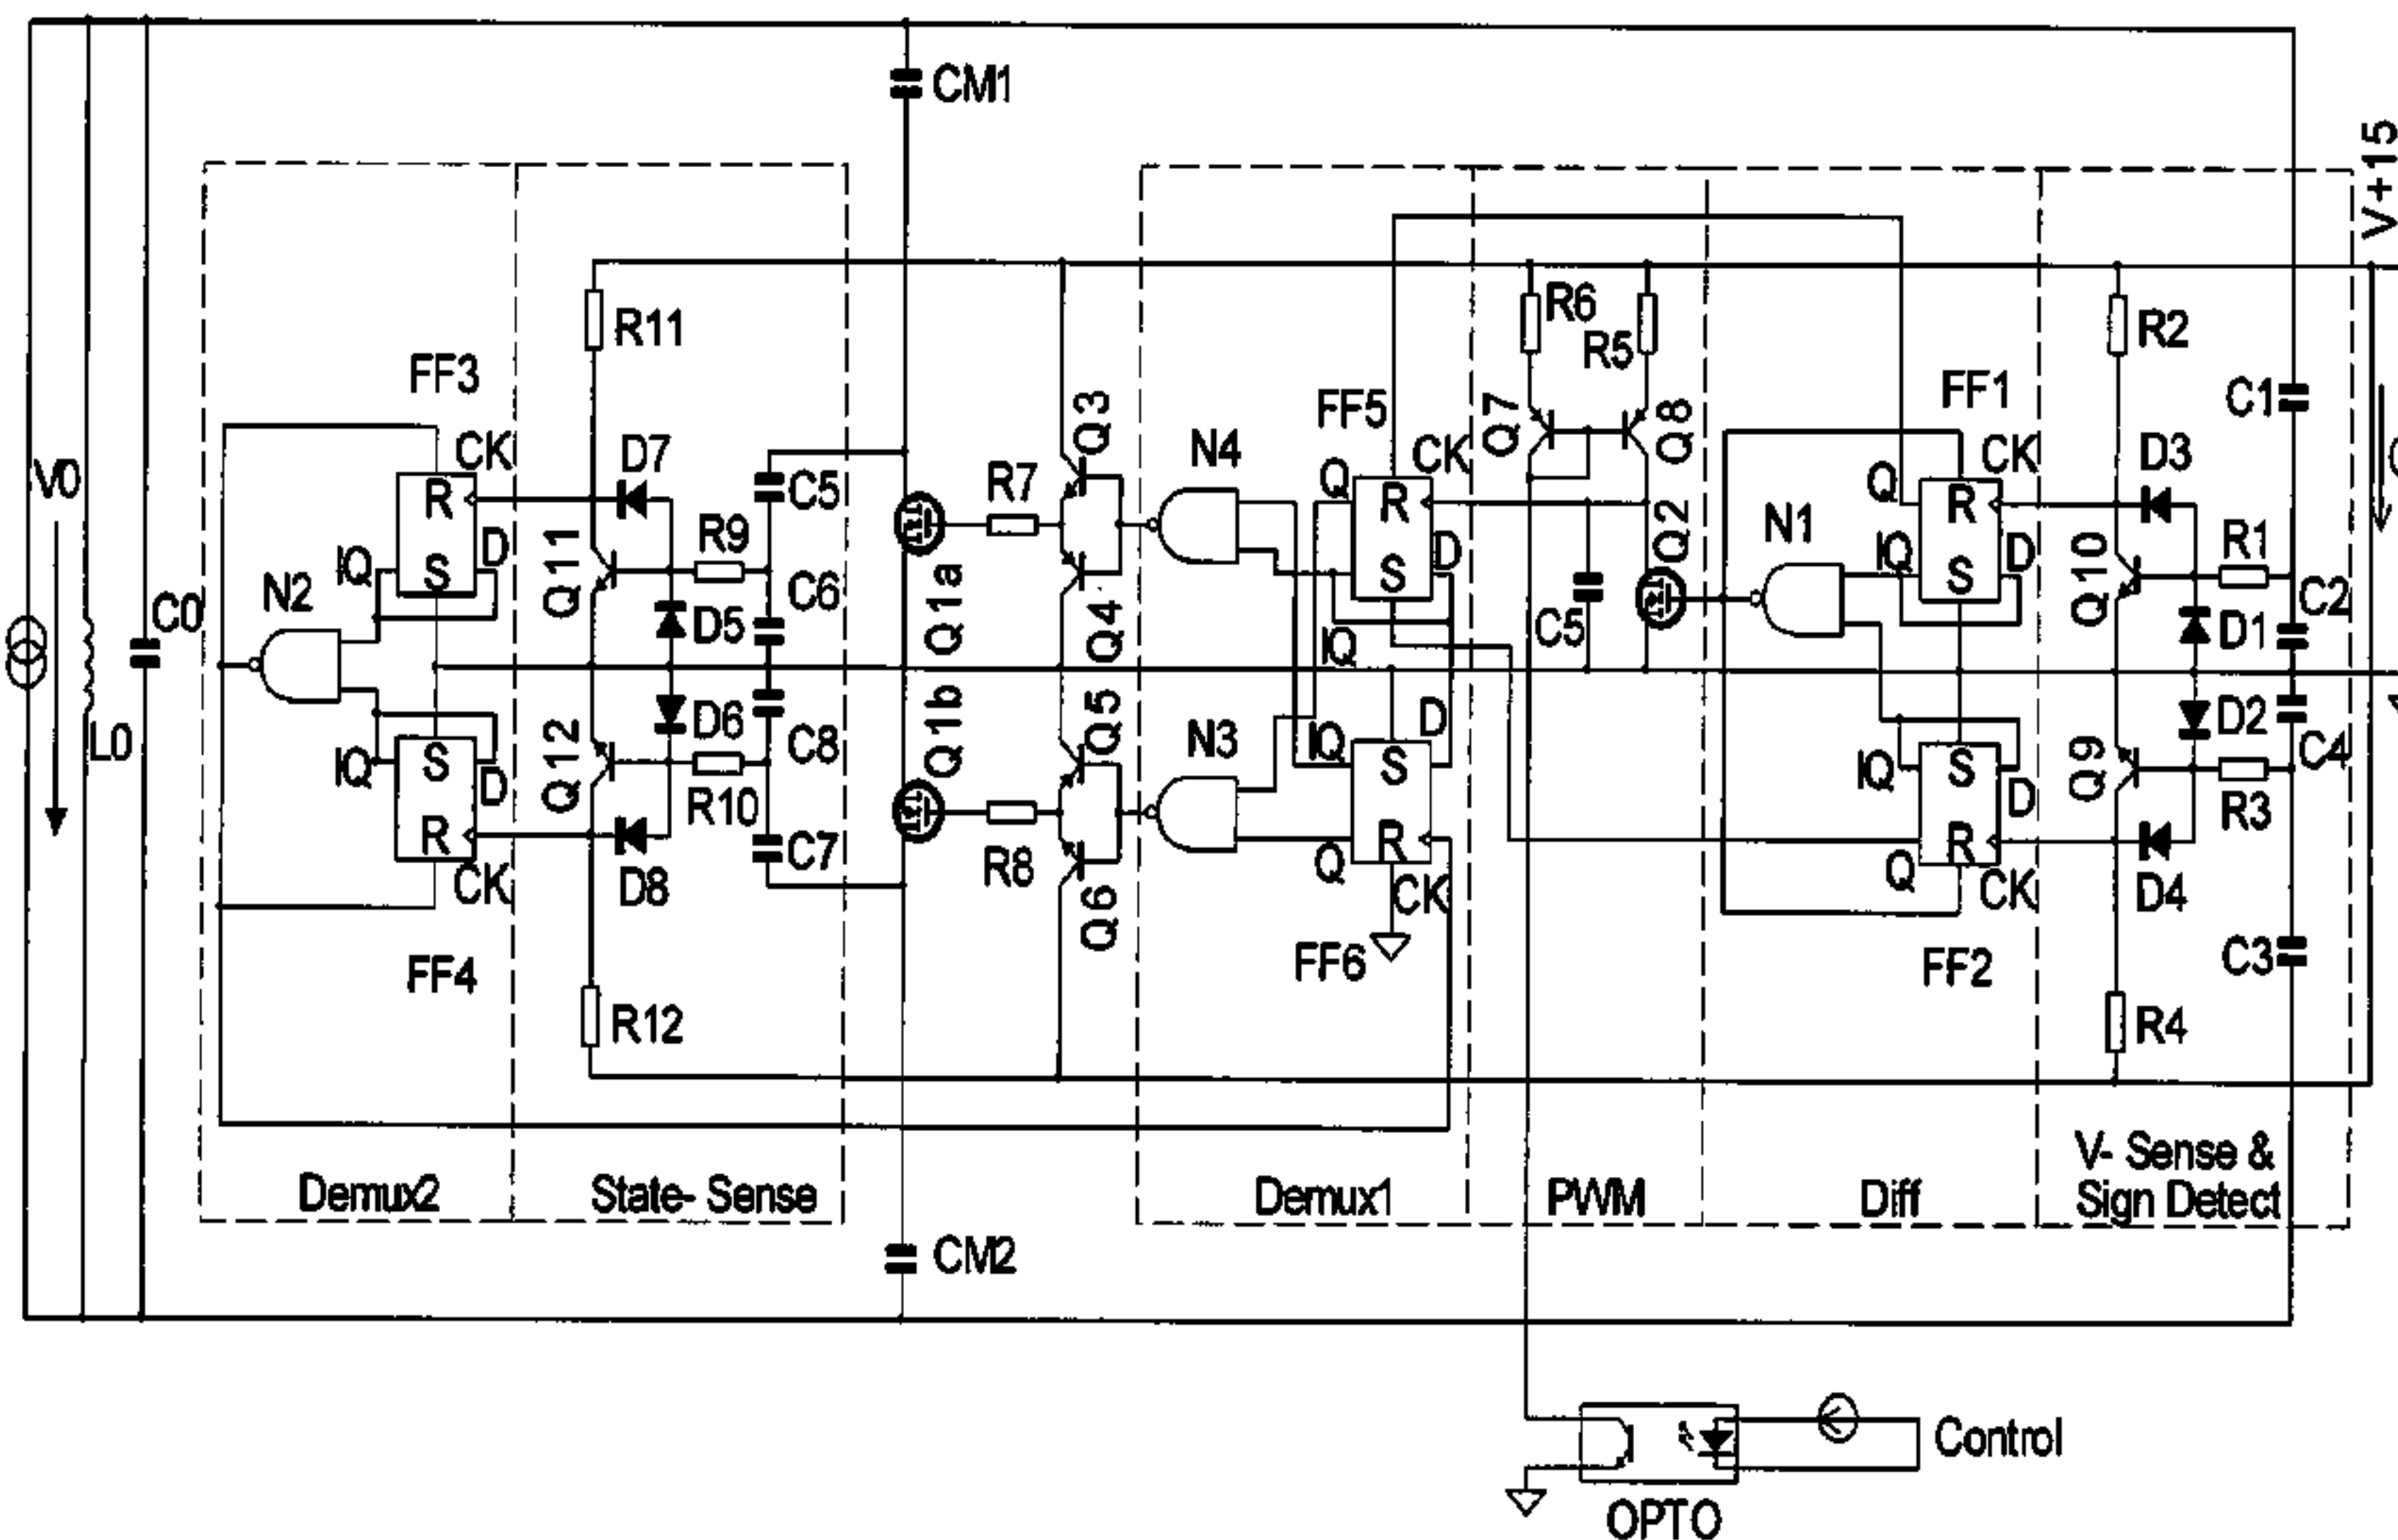 CM1
V+15
R11
R6
R5
R2
FF3
FF5
FF1
C1
CK
D7
Q3
N4
Q7
Q8
CK
CK
D3
V0
R
C5
R7
Q
R
Q2
Q
R
N1
R1
IQ
D
S
Q11
R9
D
S
IQ
D
S
Q10
N2
C0
C6
Q1a
Q4
C5
C2
D5
IQ
D1
L0
D6
Q1b
Q5
D
D2
IQ
S
D
Q12
C8
N3
IQ
S
IQ
S
D
Q9
C4
R
R10
R3
CK
D8
C7
R8
Q6
Q
R
CK
Q
R
CK
D4
FF4
FF6
FF2
C3
R12
R4
Demux2
State- Sense
Demux1
PWM
Diff
V- Sense &
Sign Detect
CM2
Control
OPTO